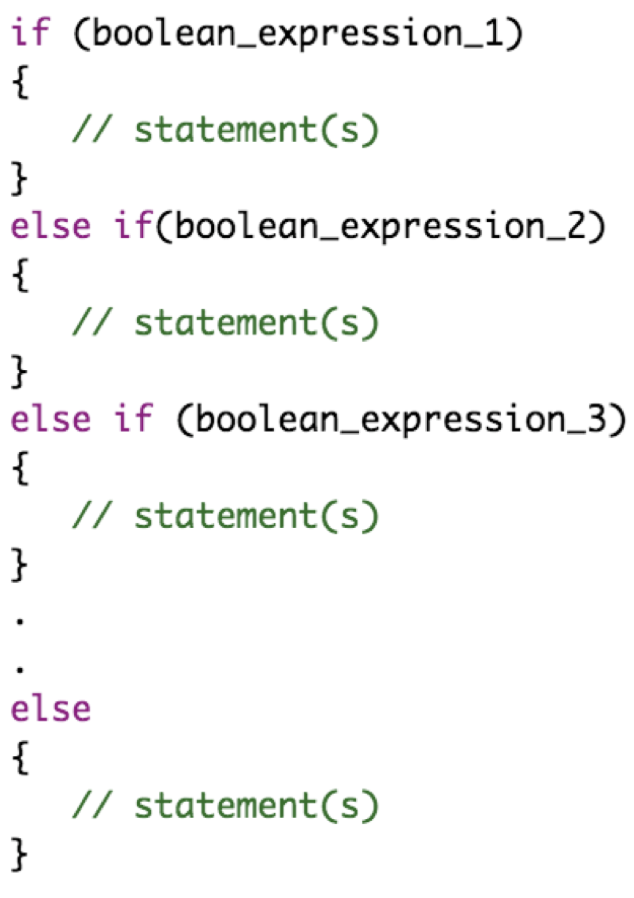 if (boolean_expression_1)
{
   // statement(s)
}
else if(boolean_expression_2)
{
   // statement(s)
}
else if (boolean_expression_3)
{
   // statement(s)
}
.
.
else
{
   // statement(s)
}